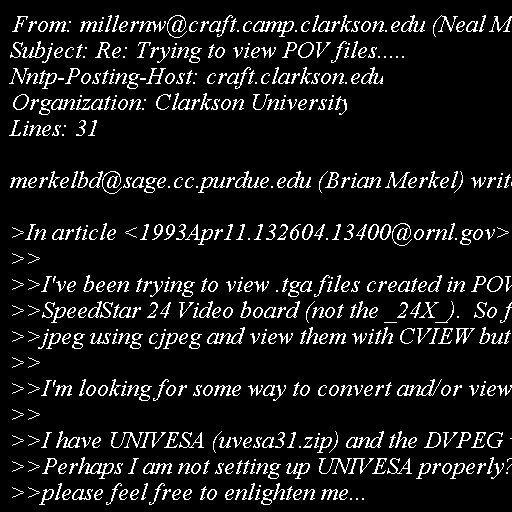 From: millernw@craft.camp.clarkson.edu (Neal M
Subject: Re: Trying to view POV files.....
Nntp-Posting-Host: craft.clarkson.edu
Organization: Clarkson University
Lines: 31

merkelbd@sage.cc.purdue.edu (Brian Merkel) writ

>In article <1993Apr11.132604.13400@ornl.gov>
>>
>>I've been trying to view .tga files created in POV
>>SpeedStar 24 Video board (not the _24X_).  So f
>>jpeg using cjpeg and view them with CVIEW but
>>
>>I'm looking for some way to convert and/or view
>>
>>I have UNIVESA (uvesa31.zip) and the DVPEG
>>Perhaps I am not setting up UNIVESA properly?
>>please feel free to enlighten me...